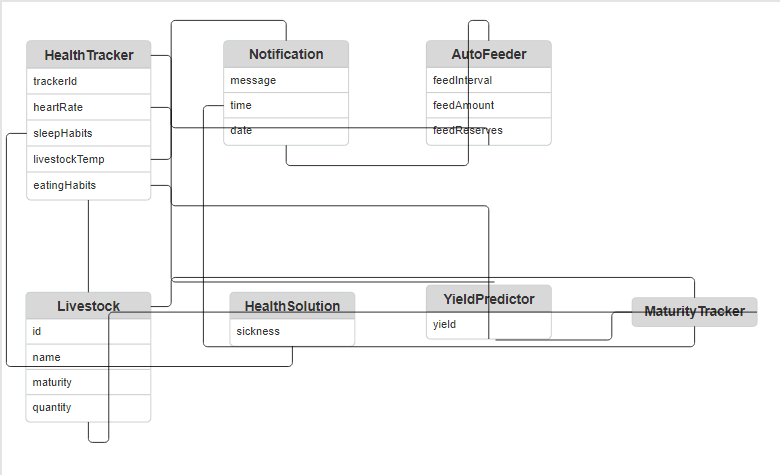 HealthTracker
trackerId
heartRate
sleepHabits
livestockTemp
eatingHabits
Notification
message
time
date
AutoFeeder
feedInterval
feedAmount
feedReserves
Livestock
id
name
maturity
quantity
HealthSolution
sickness
YieldPredictor
yield
MaturityTracker